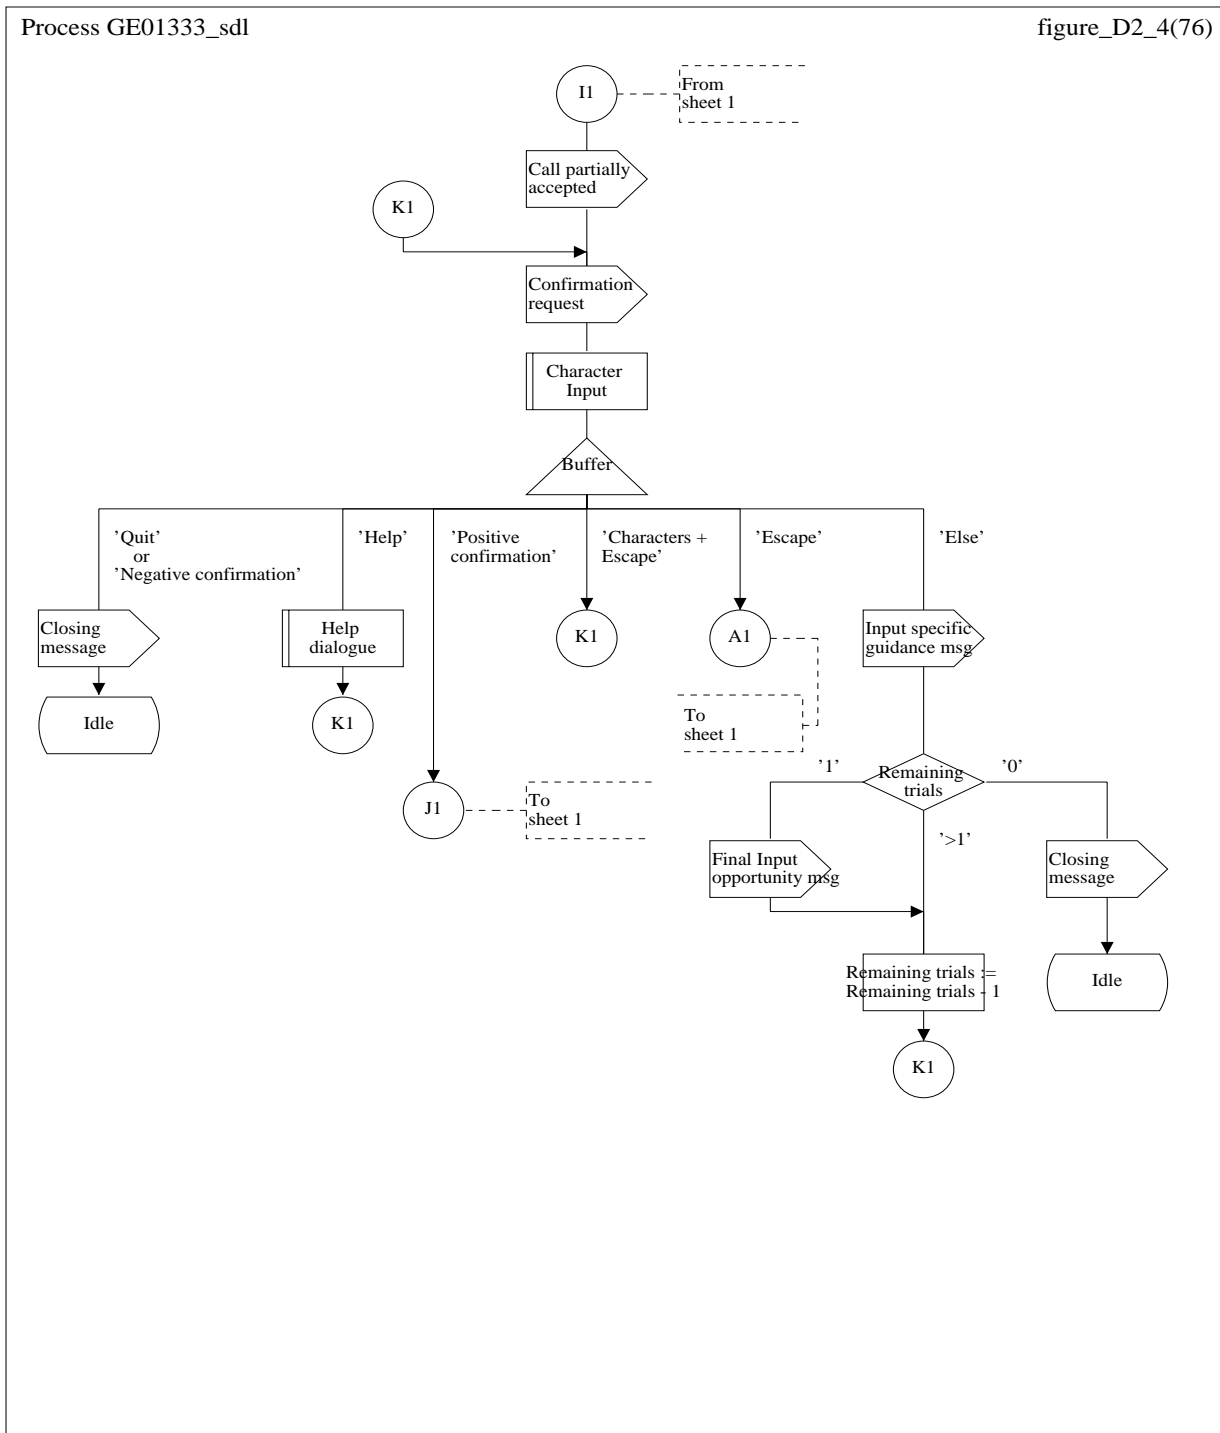 Process GE01333_sdl
figure_D2_4(76)
I1
From
sheet 1
Call partially
accepted
K1
Confirmation
request
Character
Input
Buffer
’Quit’
or
’Negative confirmation’
’Help’
’Positive
confirmation’
’Characters +
Escape’
’Escape’
’Else’
Closing
message
Help
dialogue
K1
A1
Input specific
guidance msg
Idle
K1
To
sheet 1
J1
To
sheet 1
’1’
Remaining
trials
’0’
’>1’
Final Input
opportunity msg
Closing
message
Remaining trials :=
Remaining trials - 1
Idle
K1